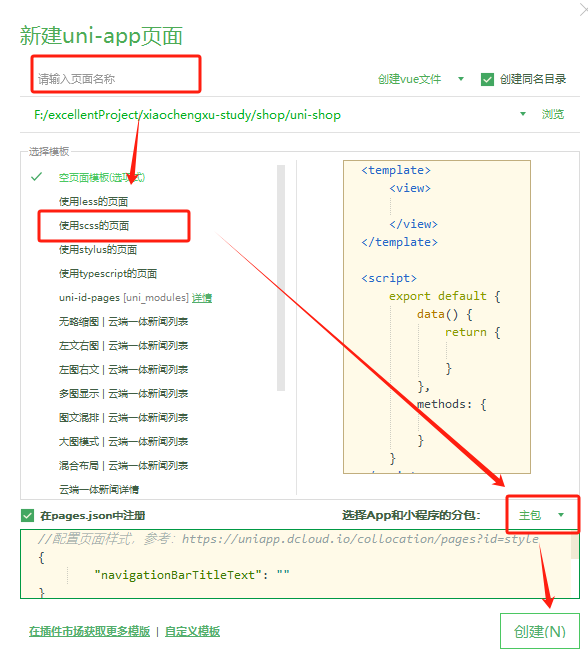 新建uni-app页面
请输入页面名称
创建vue文件
创建同名目录
F:/excellentProject/xiaochengxu-study/shop/uni-shop
浏览
选择模板
空页面模板(选项式)
使用less的页面
使用scss的页面
使用stylus的页面
使用typescript的页面
uni-id-pages [uni_modules] 详情
无略缩图 | 云端一体新闻列表
左文右图 | 云端一体新闻列表
左图右文 | 云端一体新闻列表
多图显示 | 云端一体新闻列表
图文混排 | 云端一体新闻列表
大图模式 | 云端一体新闻列表
混合布局 | 云端一体新闻列表
云端一体新闻详情
<template>
<view>
</view>
</template>
<script>
export default {
data() {
return {
}
},
methods: {
}
}
在pages.json中注册
选择App和小程序的分包:
主包
//配置页面样式，参考：https://uniapp.dcloud.io/collocation/pages?id=style
{
"navigationBarTitleText": ""
}
在插件市场获取更多模版 | 自定义模板
创建(N)